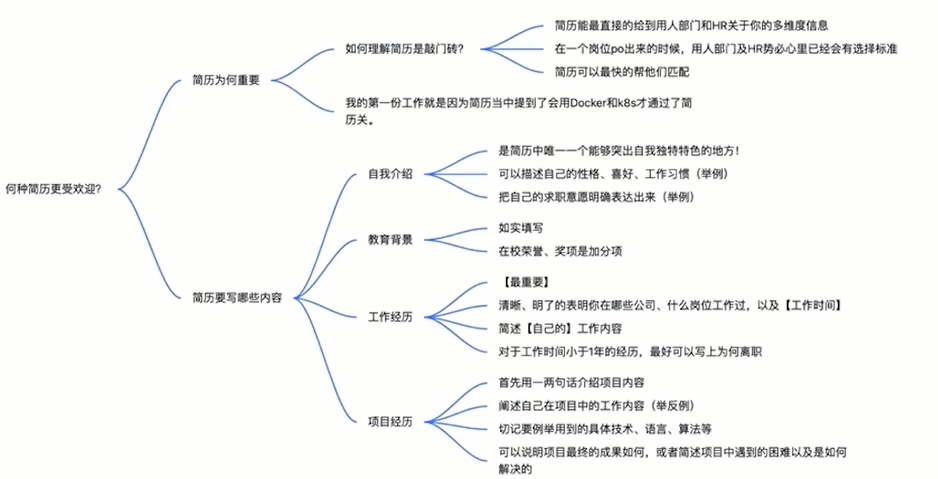 何种简历更受欢迎？
简历为何重要
如何理解简历是敲门砖？
简历能最直接的给到用人部门和HR关于你的多维度信息
在一个岗位po出来的时候，用人部门及HR势必心里已经会有选择标准
简历可以最快的帮他们匹配
我的第一份工作就是因为简历当中提到了会用Docker和k8s才通过了简
历关。
简历要写哪些内容
自我介绍
是简历中唯一一个能够突出自我独特特色的地方！
可以描述自己的性格、喜好、工作习惯（举例）
把自己的求职意愿明确表达出来（举例）
教育背景
如实填写
在校荣誉、奖项是加分项
工作经历
【最重要】
清晰、明了的表明你在哪些公司、什么岗位工作过，以及【工作时间】
简述【自己的】工作内容
对于工作时间小于1年的经历，最好可以写上为何离职
项目经历
首先用一两句话介绍项目内容
阐述自己在项目中的工作内容（举反例）
切记要例举用到的具体技术、语言、算法等
可以说明项目最终的成果如何，或者简述项目中遇到的困难以及是如何
解决的